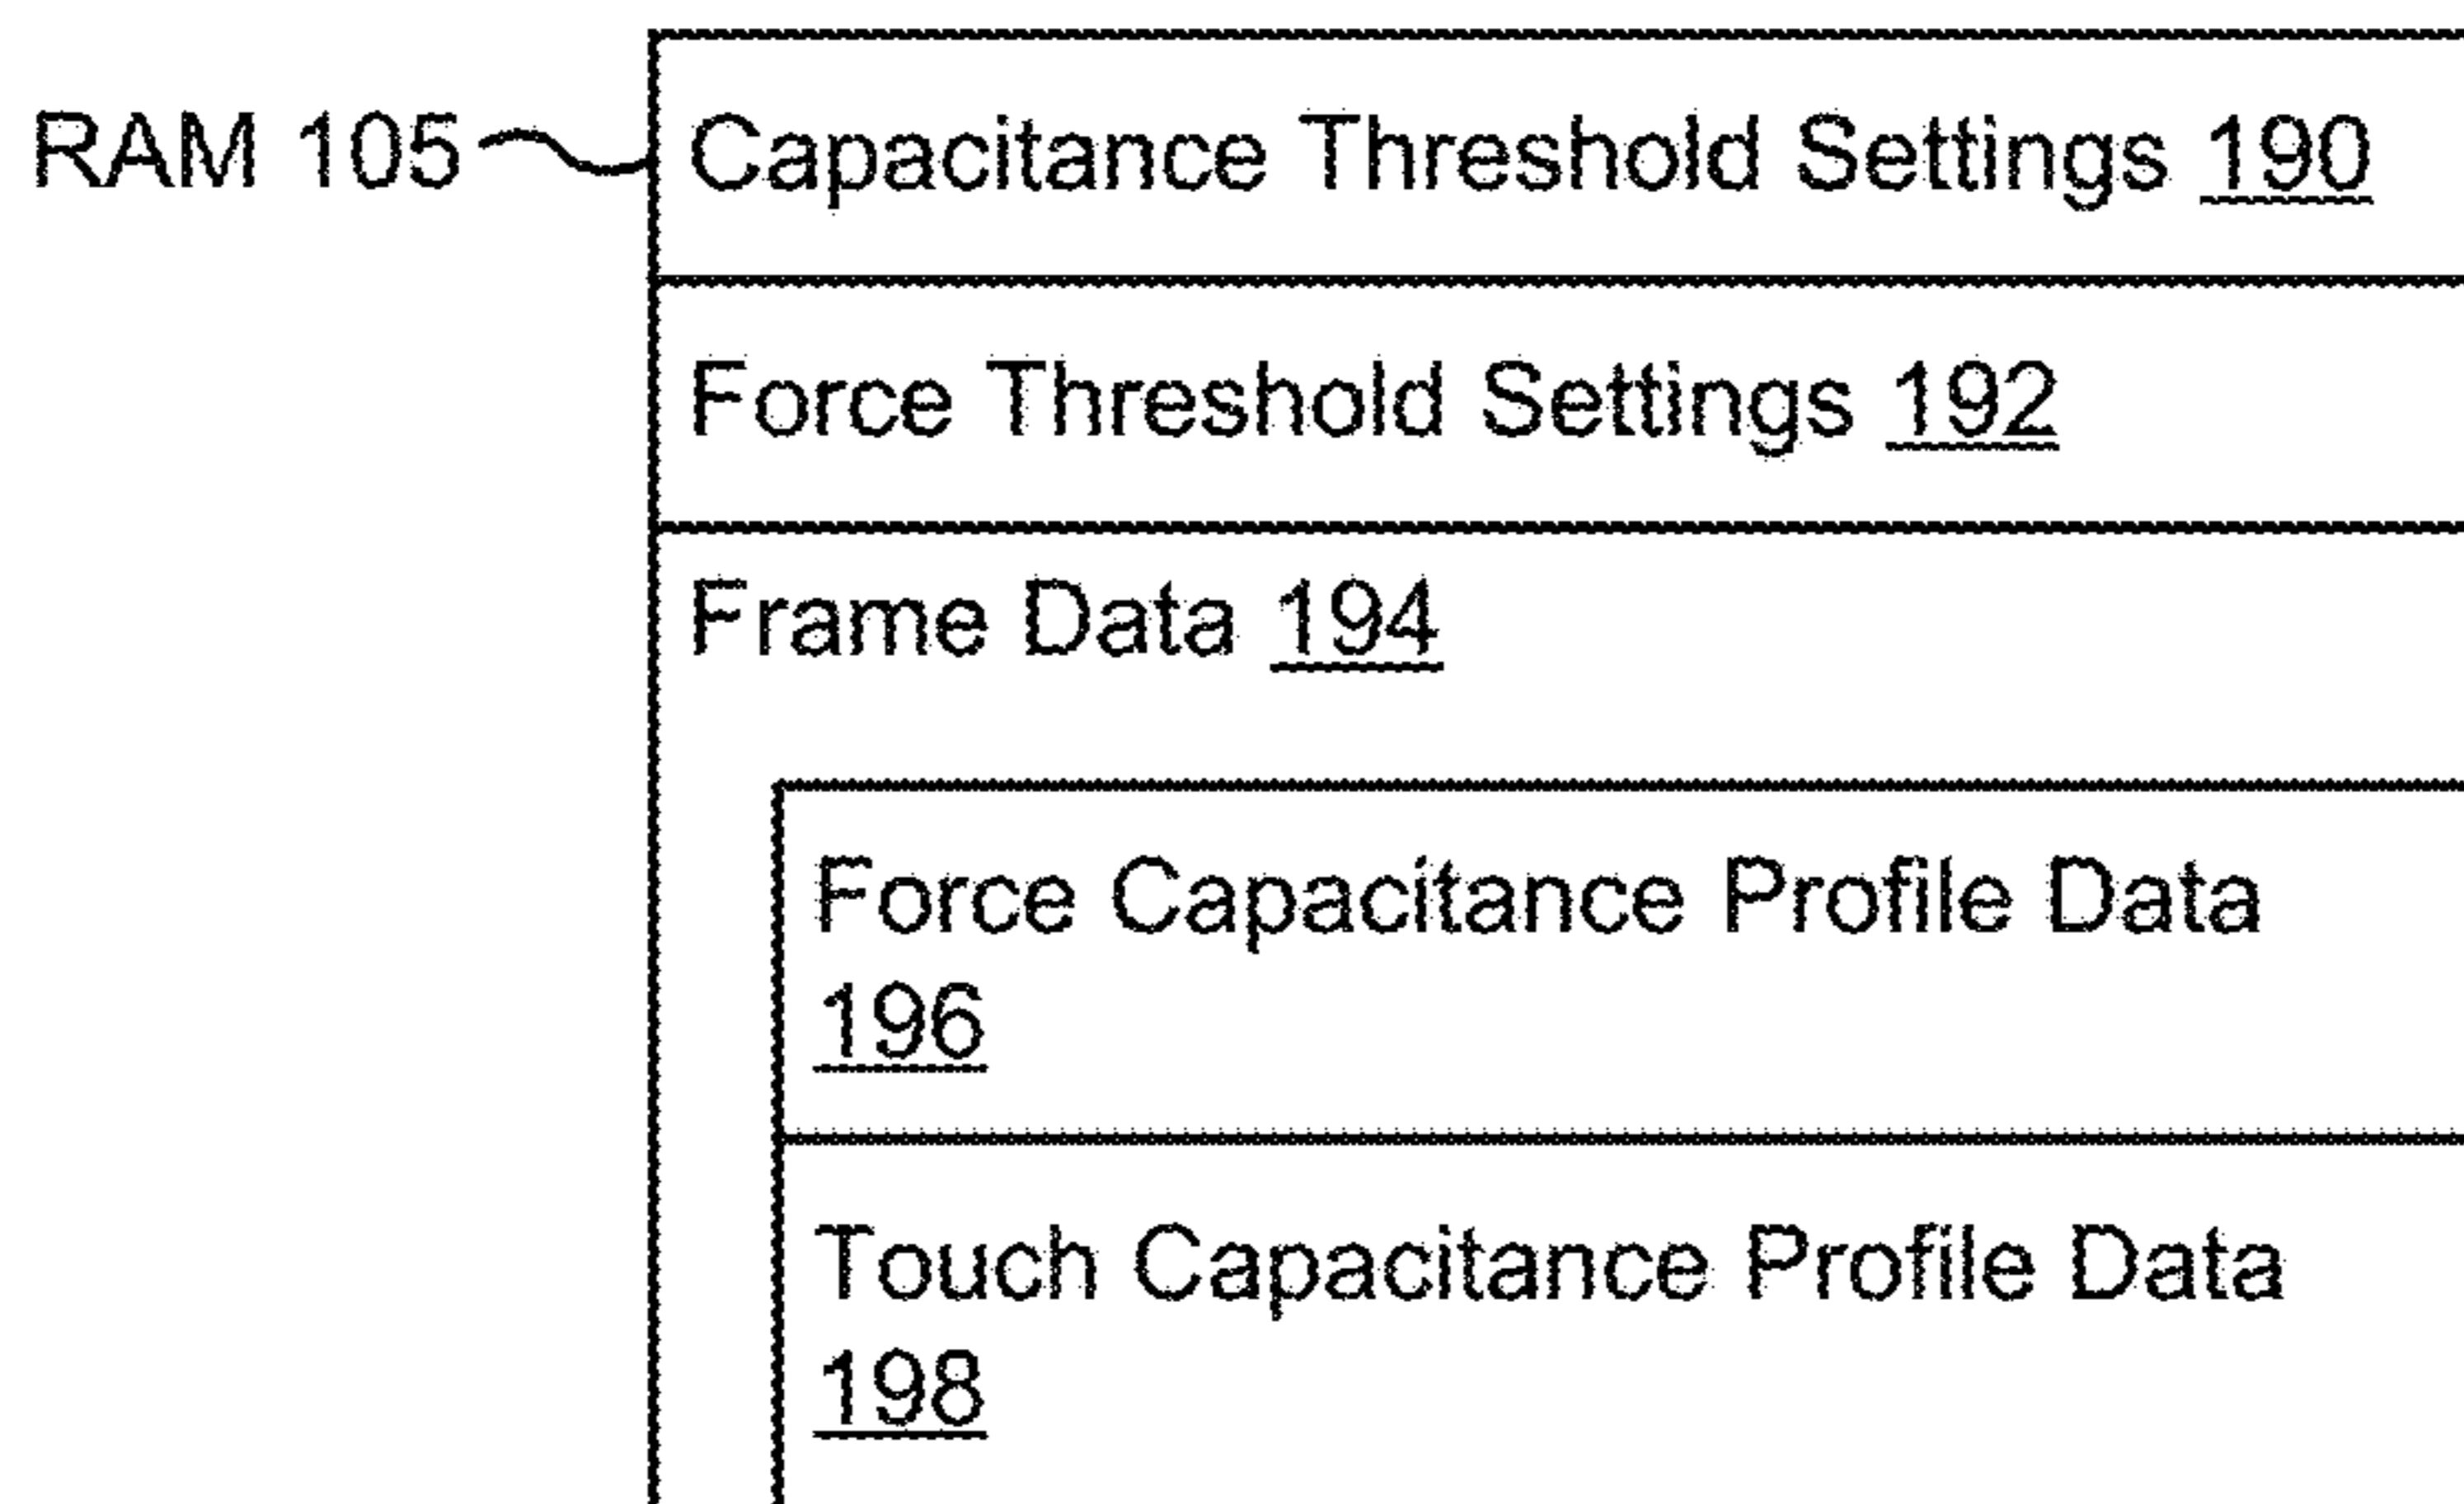 RAM 105
Capacitance Threshold Settings 190
Force Threshold Settings 192
Frame Data 194
Force Capacitance Profile Data
196
Touch Capacitance Profile Data
198